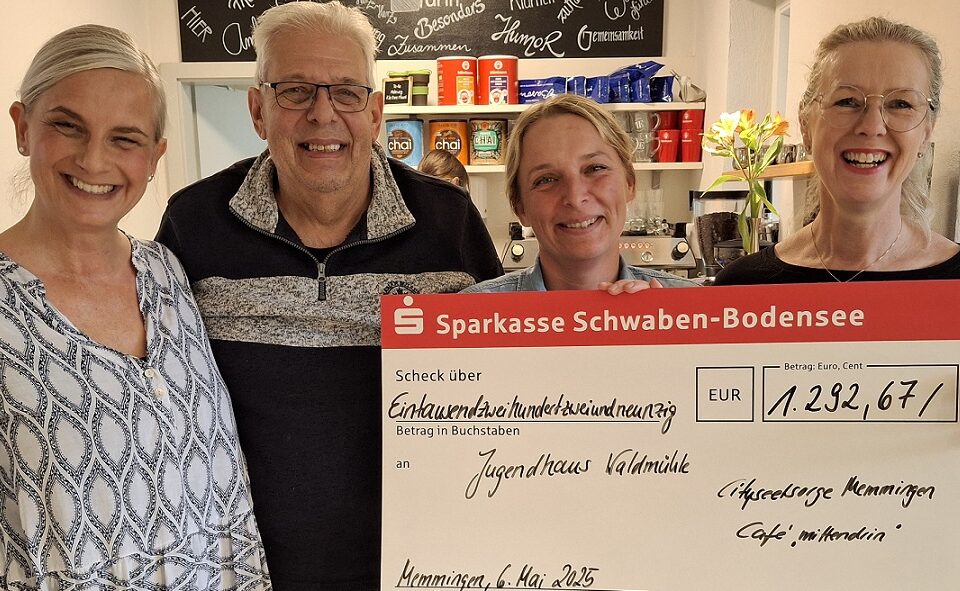 HiER
Besonders
Zusammen
HumoR
Gemeinsamkeit
chai
chai
CHAI
Sparkasse Schwaben-Bodensee
Scheck über
EUR
Betrag: Euro, Cent
1.292,67/
Eintausendzweihundertzweiundneunzig
Betrag in Buchstaben
an
Jugendhaus Waldmühle
Cityseelsorge Memmingen
Café "mittendrin"
Memmingen, 6. Mai 2025